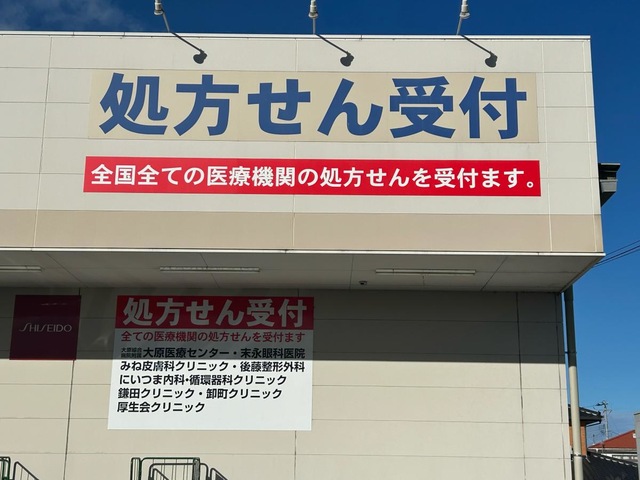 処方せん受付
全国全ての医療機関の処方せんを受付ます。
SHISEIDO
処方せん受付
全ての医療機関の処方せんを受付ます
大原医療センター・末永眼科医院
みね皮膚科クリニック・後藤整形外科
にいつま内科・循環器科クリニック
鎌田クリニック・卸町クリニック
厚生会クリニック